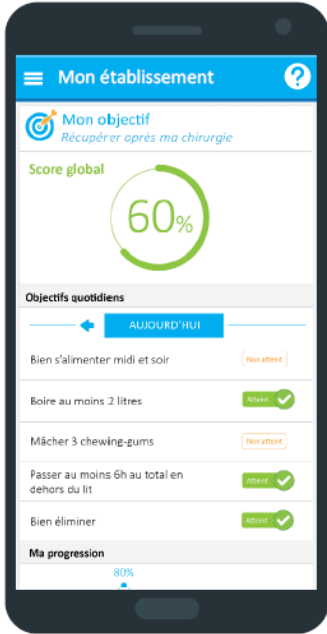 Mon établissement
?
Mon objectif
Récupérer après ma chirurgie
Score global
60%
Objectifs quotidiens
AUJOURD'HUI
Bien s'alimenter midi et soir
Non atteint
Boire au moins 2 litres
Atteint
Mâcher 3 chewing-gums
Non atteint
Passer au moins 6h au total en
dehors du lit
Atteint
Bien éliminer
Atteint
Ma progression
80%